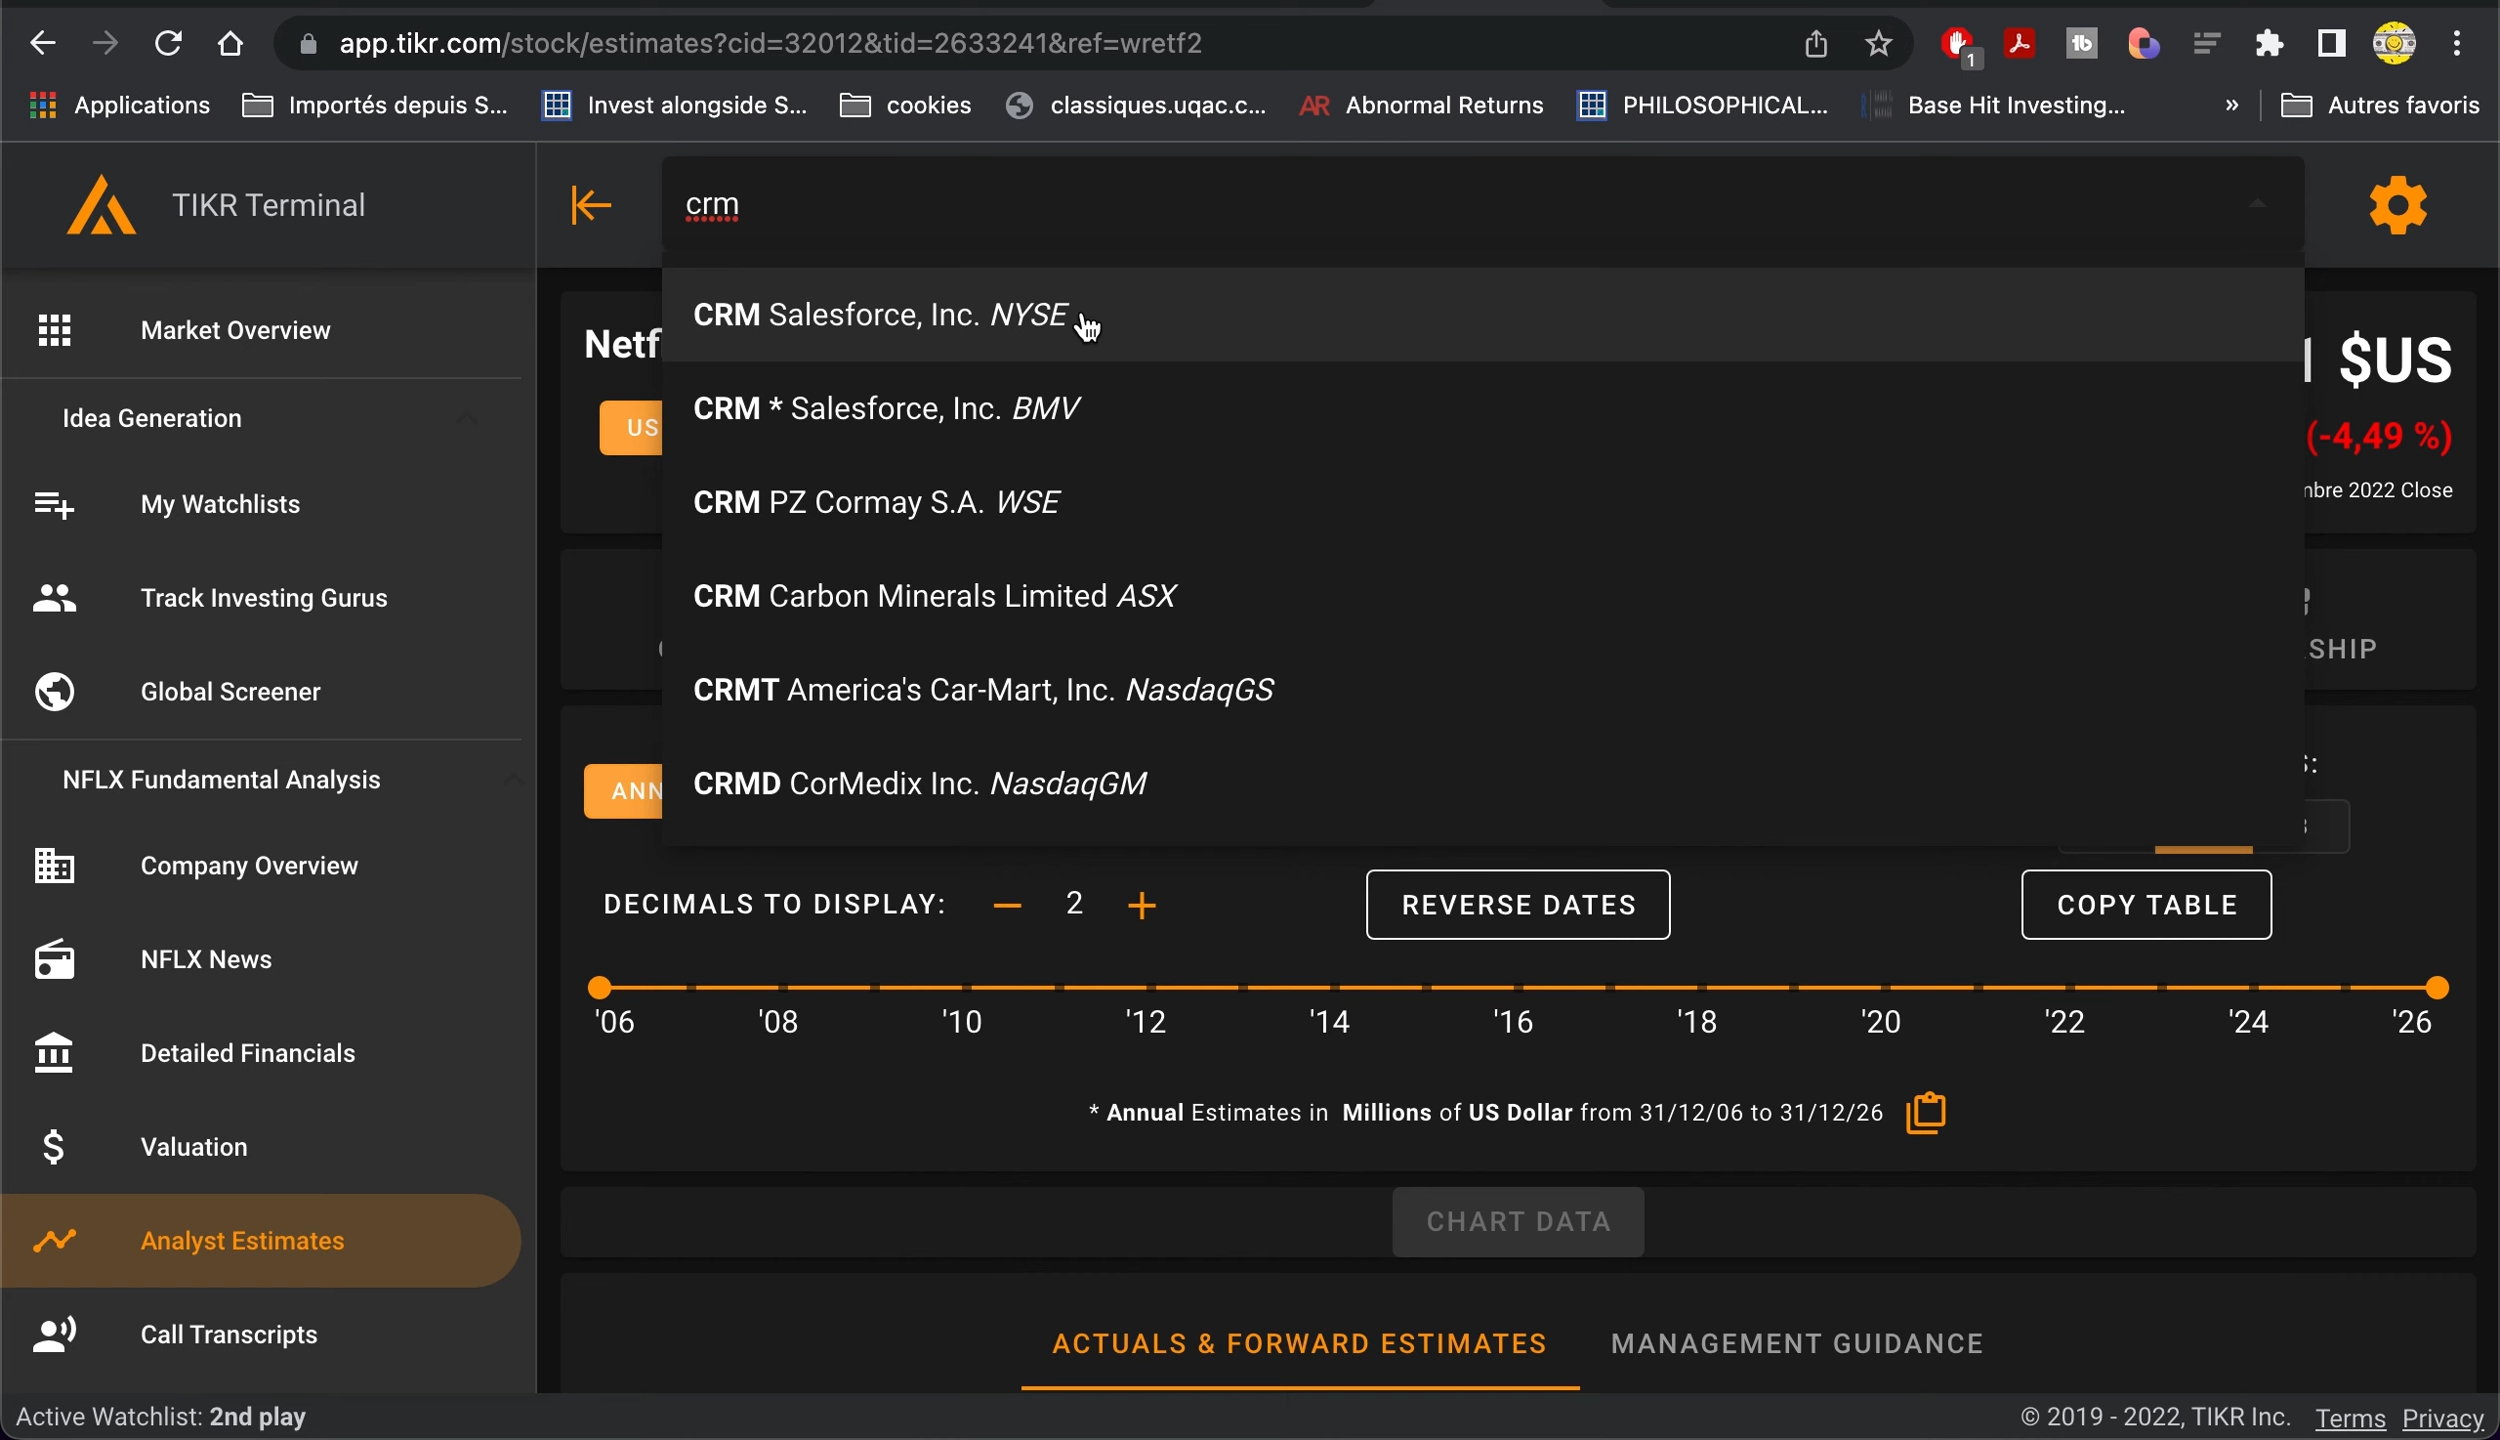 app.tikr.com/stock/estimates?cid=32012&tid=2633241&ref=wretf2
1
Applications
Importés depuis S...
Invest alongside S...
cookies
classiques.uqac.c...
AR Abnormal Returns
PHILOSOPHICAL...
Base Hit Investing...
»
Autres favoris
TIKR Terminal
crm
Market Overview
Idea Generation
My Watchlists
Track Investing Gurus
Global Screener
NFLX Fundamental Analysis
Company Overview
NFLX News
Detailed Financials
Valuation
Analyst Estimates
Call Transcripts
CRM Salesforce, Inc. NYSE
CRM * Salesforce, Inc. BMV
CRM PZ Cormay S.A. WSE
CRM Carbon Minerals Limited ASX
CRMT America's Car-Mart, Inc. NasdaqGS
CRMD CorMedix Inc. NasdaqGM
Netf
US
$US
(-4,49 %)
mbre 2022 Close
SHIP
ANN
DECIMALS TO DISPLAY: − 2 +
REVERSE DATES
COPY TABLE
'06 '08 '10 '12 '14 '16 '18 '20 '22 '24 '26
* Annual Estimates in Millions of US Dollar from 31/12/06 to 31/12/26
CHART DATA
ACTUALS & FORWARD ESTIMATES
MANAGEMENT GUIDANCE
Active Watchlist: 2nd play
© 2019 - 2022, TIKR Inc. Terms Privacy